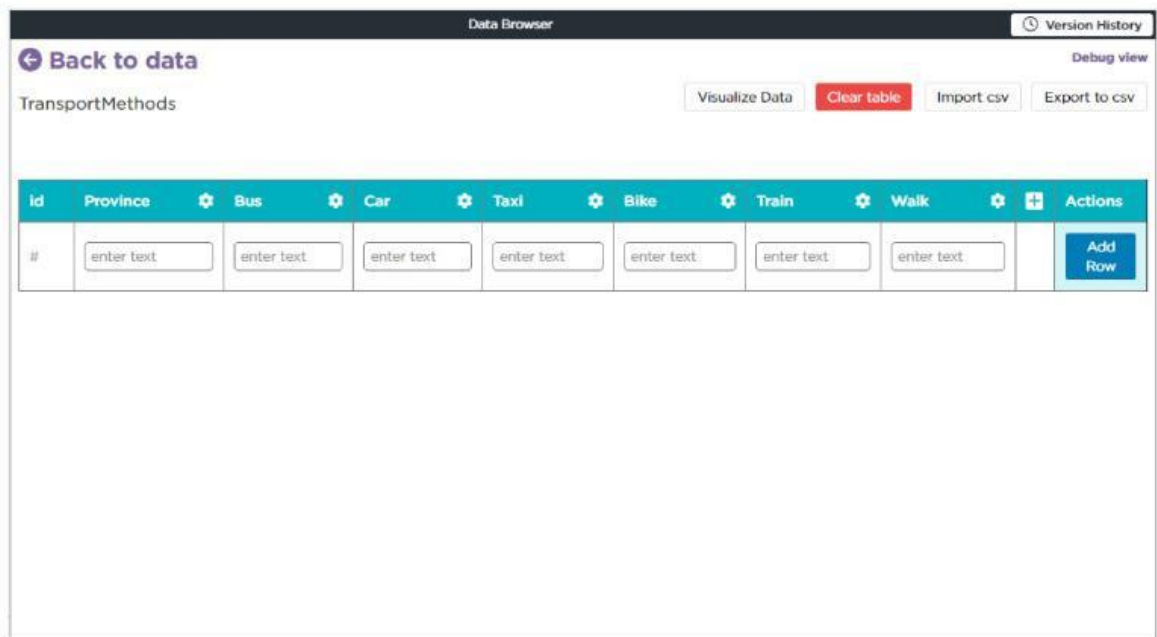 Data Browser
Version History
Back to data
Debug view
TransportMethods
Visualize Data
Clear table
Import csv
Export to csv
id Province Bus Car Taxi Bike Train Walk Actions
# enter text enter text enter text enter text enter text enter text enter text Add Row